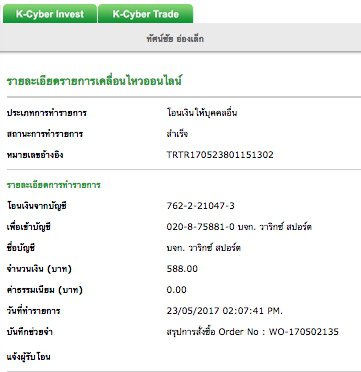 K-Cyber Invest K-Cyber Trade
ทัศน์ชัย อ่องเล็ก
รายละเอียดรายการเคลื่อนไหวออนไลน์
ประเภทการทำรายการ โอนเงินให้บุคคลอื่น
สถานะการทำรายการ สำเร็จ
หมายเลขอ้างอิง TRTR170523801151302
รายละเอียดการทำรายการ
โอนเงินจากบัญชี 762-2-21047-3
เพื่อเข้าบัญชี 020-8-75881-0 บจก. วาริกซ์ สปอร์ต
ชื่อบัญชี บจก. วาริกซ์ สปอร์ต
จำนวนเงิน (บาท) 588.00
ค่าธรรมเนียม (บาท) 0.00
วันที่ทำรายการ 23/05/2017 02:07:41 PM.
บันทึกช่วยจำ สรุปการสั่งซื้อ Order No : WO-170502135
แจ้งผู้รับโอน